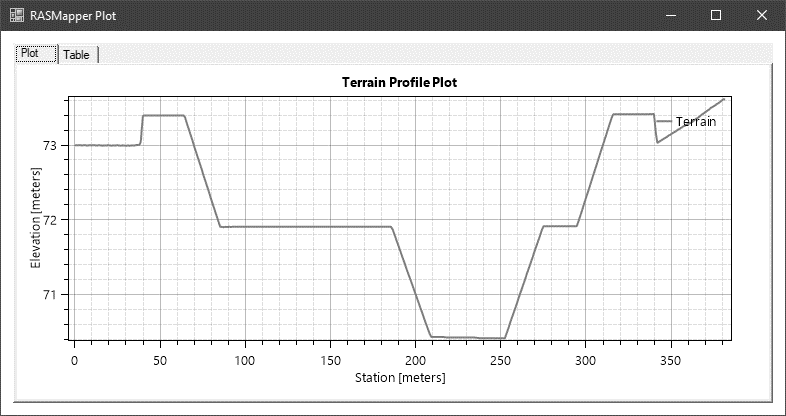 RASMapper Plot
Plot Table
Terrain Profile Plot
Terrain
Elevation [meters]
73
72
71
0 50 100 150 200 250 300 350
Station [meters]